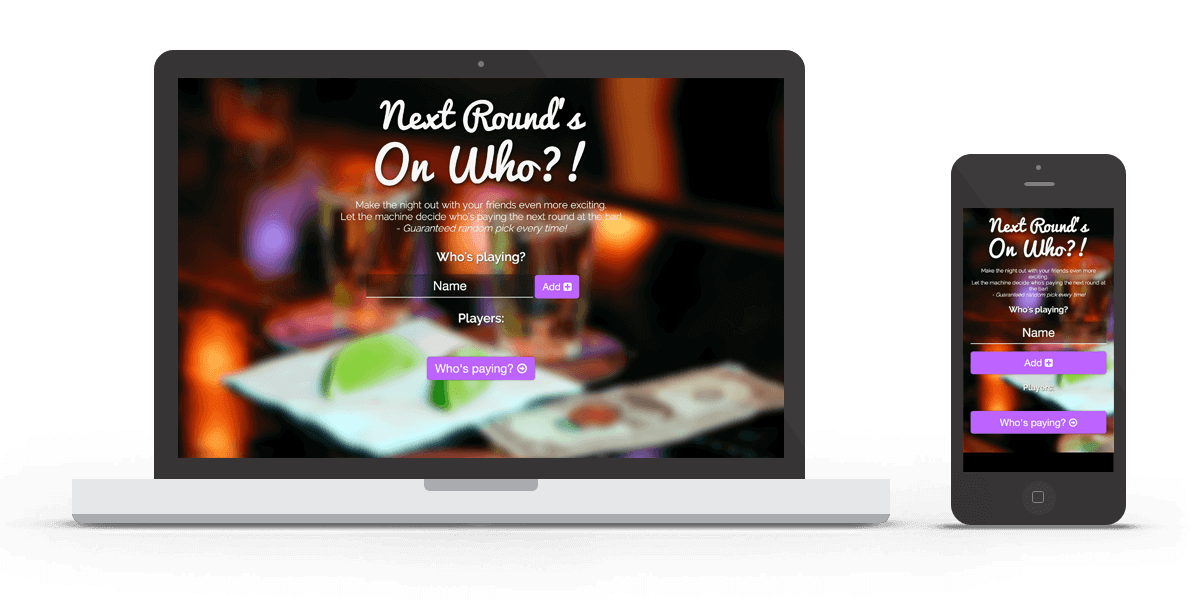 Next Round's
On Who?!
Make the night out with your friends even more exciting.
Let the machine decide who's paying the next round at the bar!
- Guaranteed random pick every time!
Who's playing?
Name
Add
Players:
Who's paying?
Next Round's
On Who?!
Make the night out with your friends even more
exciting.
Let the machine decide who's paying the next round at
the bar!
- Guaranteed random pick every time!
Who's playing?
Name
Add
Players:
Who's paying?